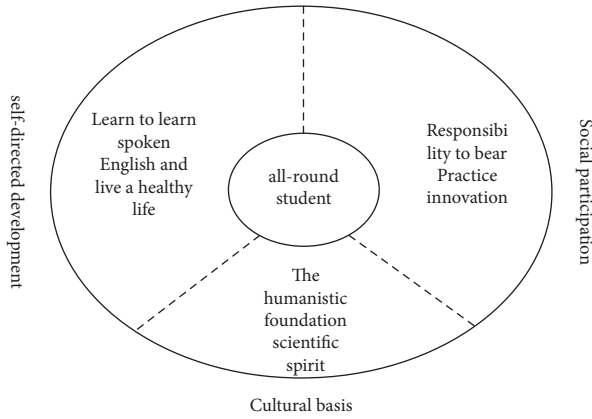 self-directed development
Learn to learn
spoken
English and
live a healthy
life
all-round
student
Responsibi
lity to bear
Practice
innovation
Social participation
The
humanistic
foundation
scientific
spirit
Cultural basis